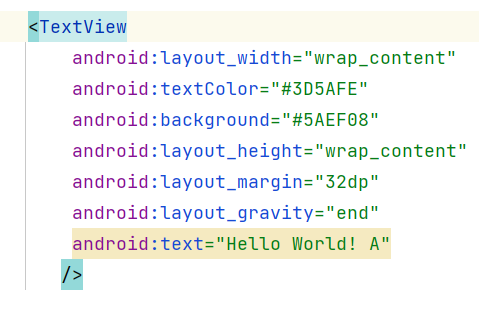 <TextView
android:layout_width="wrap_content"
android:textColor="#3D5AFE"
android:background="#5AEF08"
android:layout_height="wrap_content"
android:layout_margin="32dp"
android:layout_gravity="end"
android:text="Hello World! A"
/>